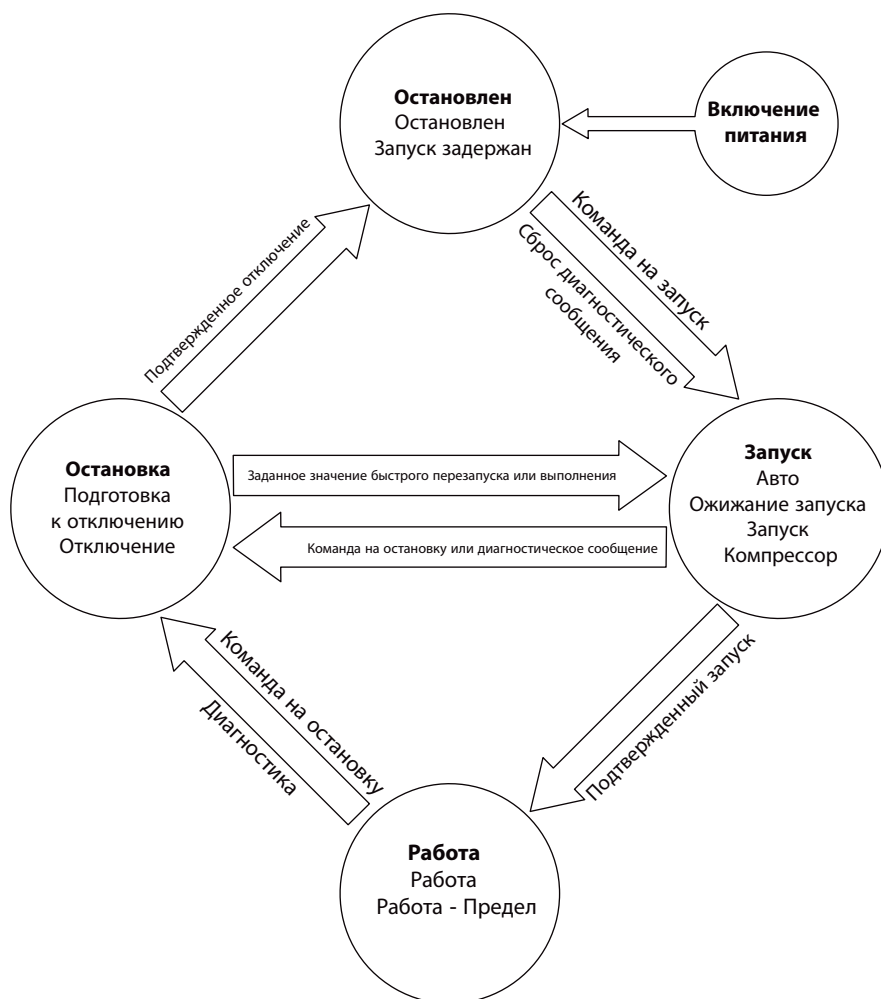 Остановлен
Остановлен
Запуск задержан
Включение
питания
Команда на запуск
Сброс диагностического
сообщения
Подтвержденное отключение
Остановка
Подготовка
к отключению
Отключение
Заданное значение быстрого перезапуска или выполнения
Команда на остановку или диагностическое сообщение
Запуск
Авто
Ожижание запуска
Запуск
Компрессор
Команда на остановку
Диагностика
Подтвержденный запуск
Работа
Работа
Работа - Предел